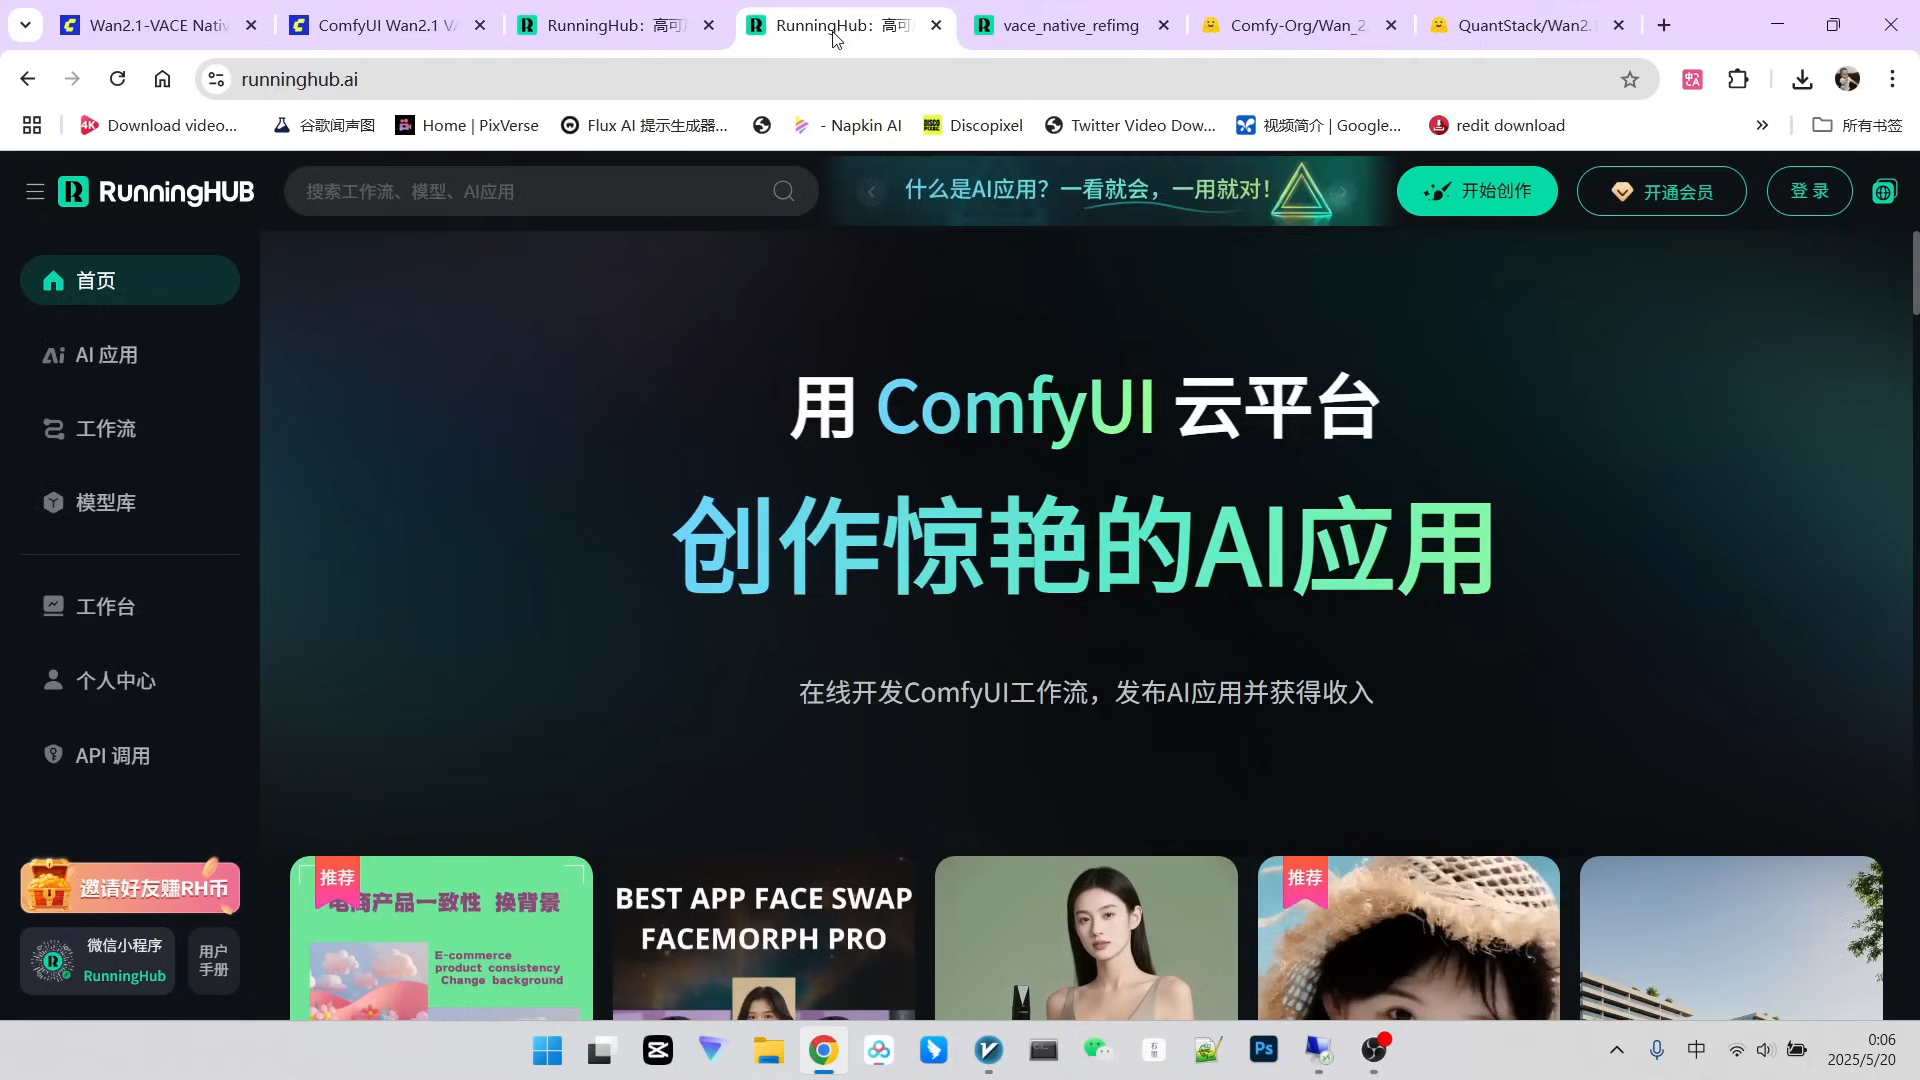 Wan2.1-VACE Nativ
ComfyUI Wan2.1 VA
RunningHub：高可用
RunningHub：高可
vace_native_refimg
Comfy-Org/Wan_2.
QuantStack/Wan2.1
runninghub.ai
Download video...
谷歌闻声图
Home | PixVerse
Flux AI 提示生成器...
- Napkin AI
Discopixel
Twitter Video Dow...
视频简介 | Google...
redit download
所有书签
RunningHUB
搜索工作流、模型、AI应用
什么是AI应用？一看就会，一用就对！
开始创作
开通会员
登 录
首页
AI 应用
工作流
模型库
工作台
个人中心
API 调用
邀请好友赚RH币
微信小程序
RunningHub
用户
手册
用 ComfyUI 云平台
创作惊艳的AI应用
在线开发ComfyUI工作流，发布AI应用并获得收入
推荐
电商产品一致性 换背景
E-commerce
product consistency
Change background
BEST APP FACE SWAP
FACEMORPH PRO
推荐
Ps
中
0:06
2025/5/20